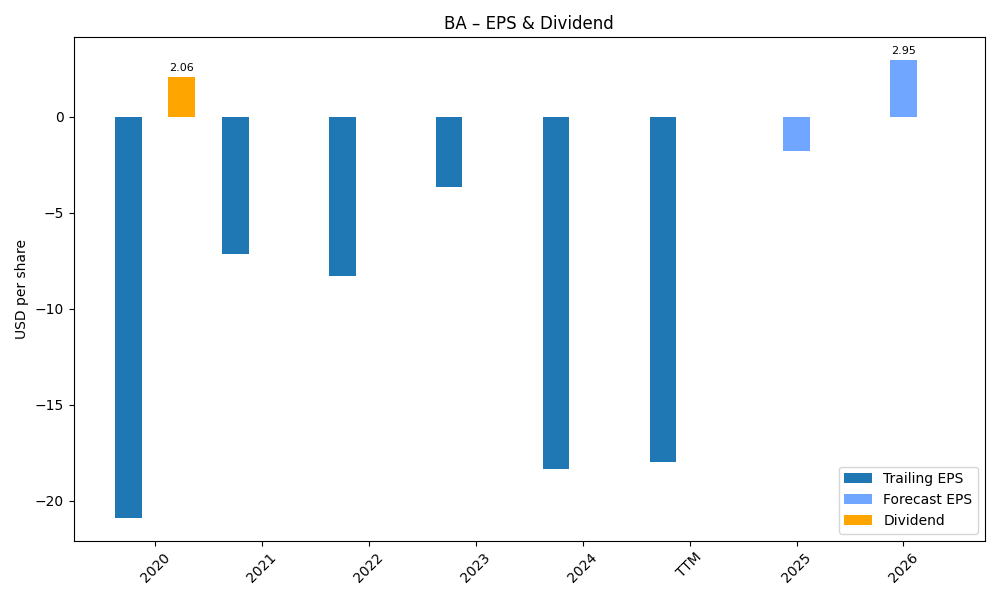 BA – EPS & Dividend
2.06
2.95
0
−5
−10
−15
−20
USD per share
2020
2021
2022
2023
2024
TTM
2025
2026
Trailing EPS
Forecast EPS
Dividend